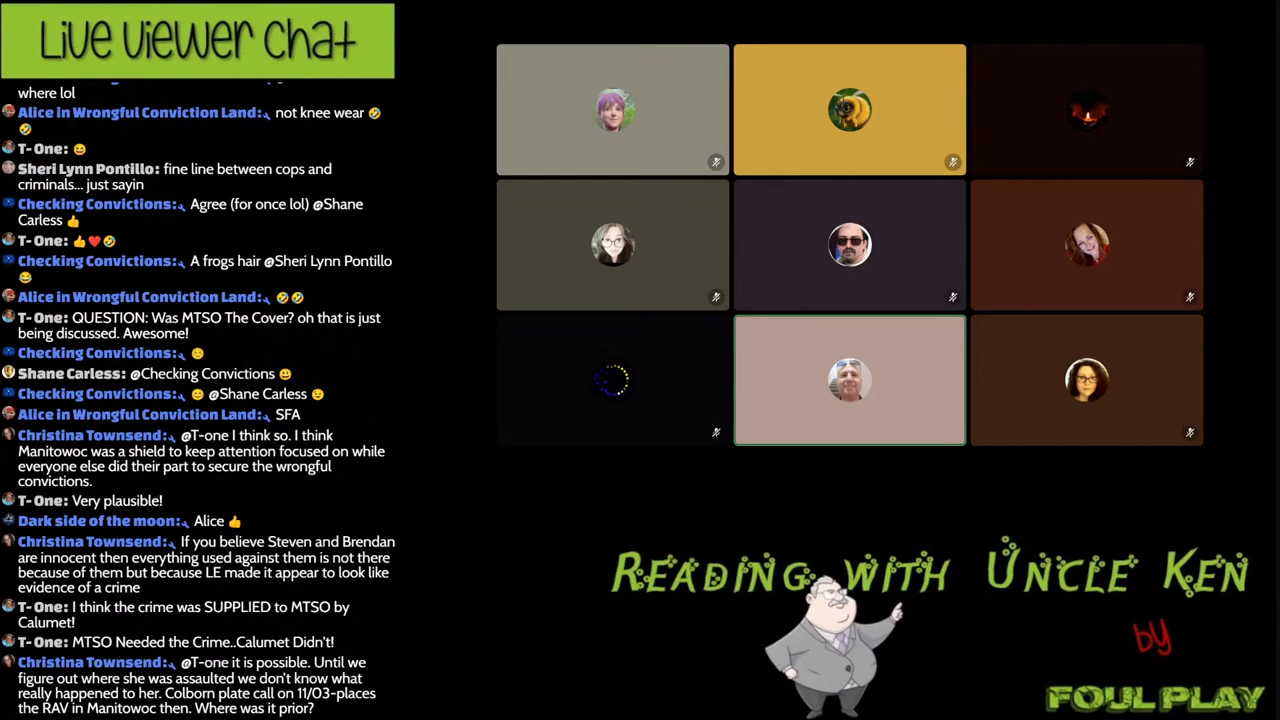 Live Viewer Chat
where lol
Alice in Wrongful Conviction Land: not knee wear 🤣
🤣
T- One: 😆
Sheri Lynn Pontillo: fine line between cops and
criminals... just sayin
Checking Convictions: Agree (for once lol) @Shane
Carless 👍
T- One: 👍❤️🤣
Checking Convictions: A frogs hair @Sheri Lynn Pontillo
😂
Alice in Wrongful Conviction Land: 🤣🤣
T- One: QUESTION: Was MTSO The Cover? oh that is just
being discussed. Awesome!
Checking Convictions: ☺️
Shane Carless: @Checking Convictions 😃
Checking Convictions: 😊 @Shane Carless 😉
Alice in Wrongful Conviction Land: SFA
Christina Townsend: @T-one I think so. I think
Manitowoc was a shield to keep attention focused on while
everyone else did their part to secure the wrongful
convictions.
T- One: Very plausible!
Dark side of the moon: Alice 👍
Christina Townsend: If you believe Steven and Brendan
are innocent then everything used against them is not there
because of them but because LE made it appear to look like
evidence of a crime
T- One: I think the crime was SUPPLIED to MTSO by
Calumet!
T- One: MTSO Needed the Crime..Calumet Didn't!
Christina Townsend: @T-one it is possible. Until we
figure out where she was assaulted we don't know what
really happened to her. Colborn plate call on 11/03-places
the RAV in Manitowoc then. Where was it prior?
Reading with Uncle Ken
by
FOUL PLAY